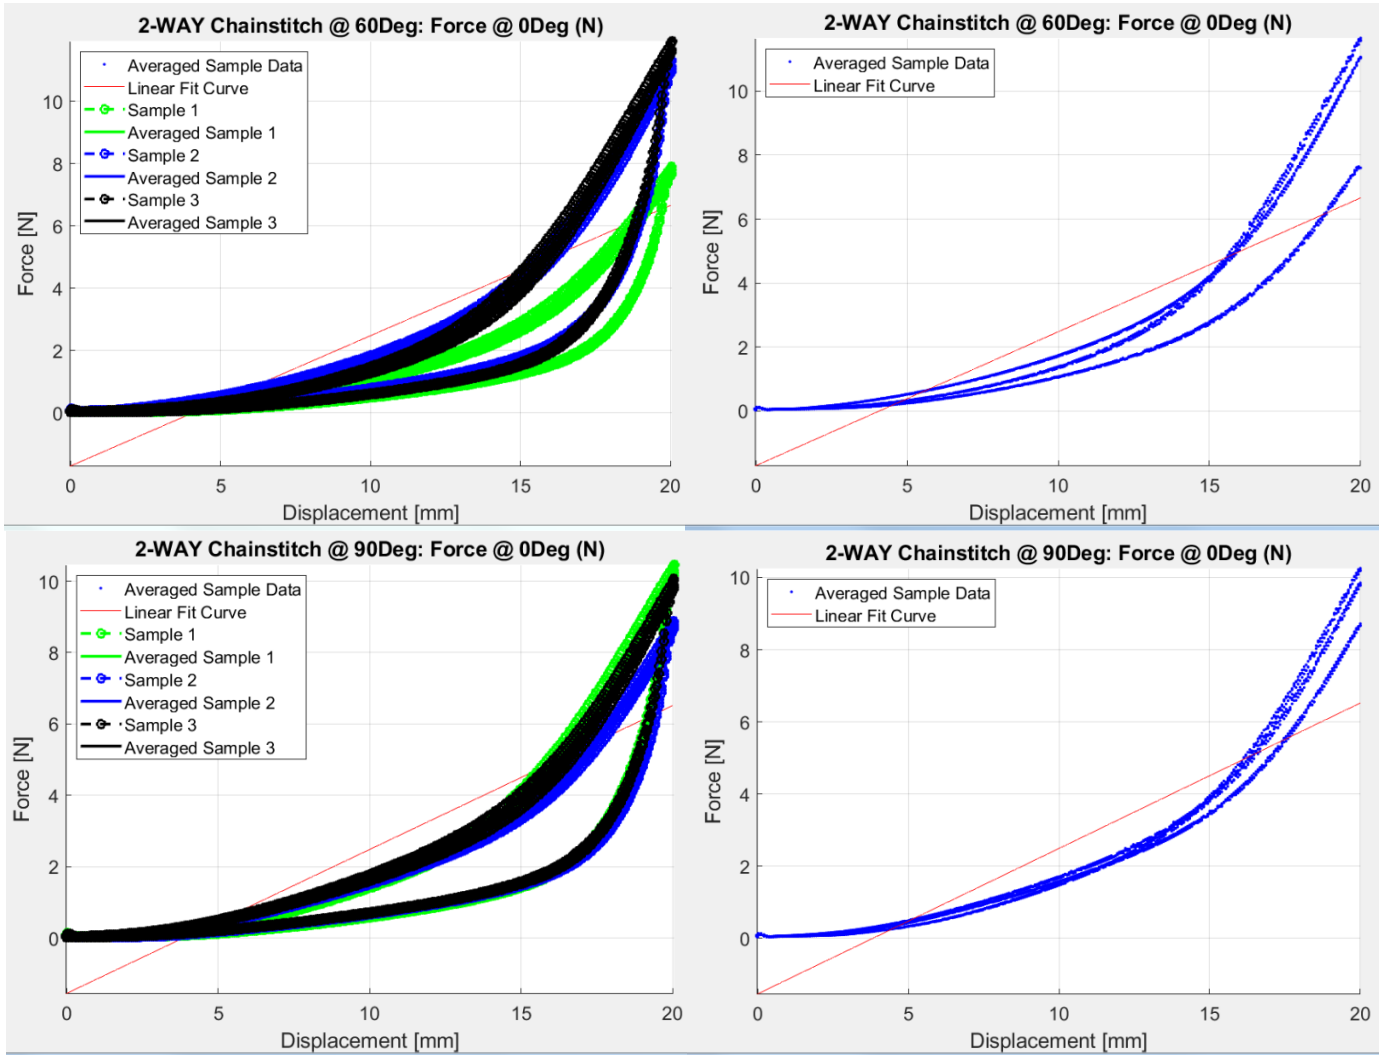 2-WAY Chainstitch @ 60Deg: Force @ 0Deg (N)
Averaged Sample Data
Linear Fit Curve
Sample 1
Averaged Sample 1
Sample 2
Averaged Sample 2
Sample 3
Averaged Sample 3
Force [N]
10
8
6
4
2
0
0
5
10
15
20
Displacement [mm]
2-WAY Chainstitch @ 60Deg: Force @ 0Deg (N)
Averaged Sample Data
Linear Fit Curve
Force [N]
10
8
6
4
2
0
0
5
10
15
20
Displacement [mm]
2-WAY Chainstitch @ 90Deg: Force @ 0Deg (N)
Averaged Sample Data
Linear Fit Curve
Sample 1
Averaged Sample 1
Sample 2
Averaged Sample 2
Sample 3
Averaged Sample 3
Force [N]
10
8
6
4
2
0
0
5
10
15
20
Displacement [mm]
2-WAY Chainstitch @ 90Deg: Force @ 0Deg (N)
Averaged Sample Data
Linear Fit Curve
Force [N]
10
8
6
4
2
0
0
5
10
15
20
Displacement [mm]